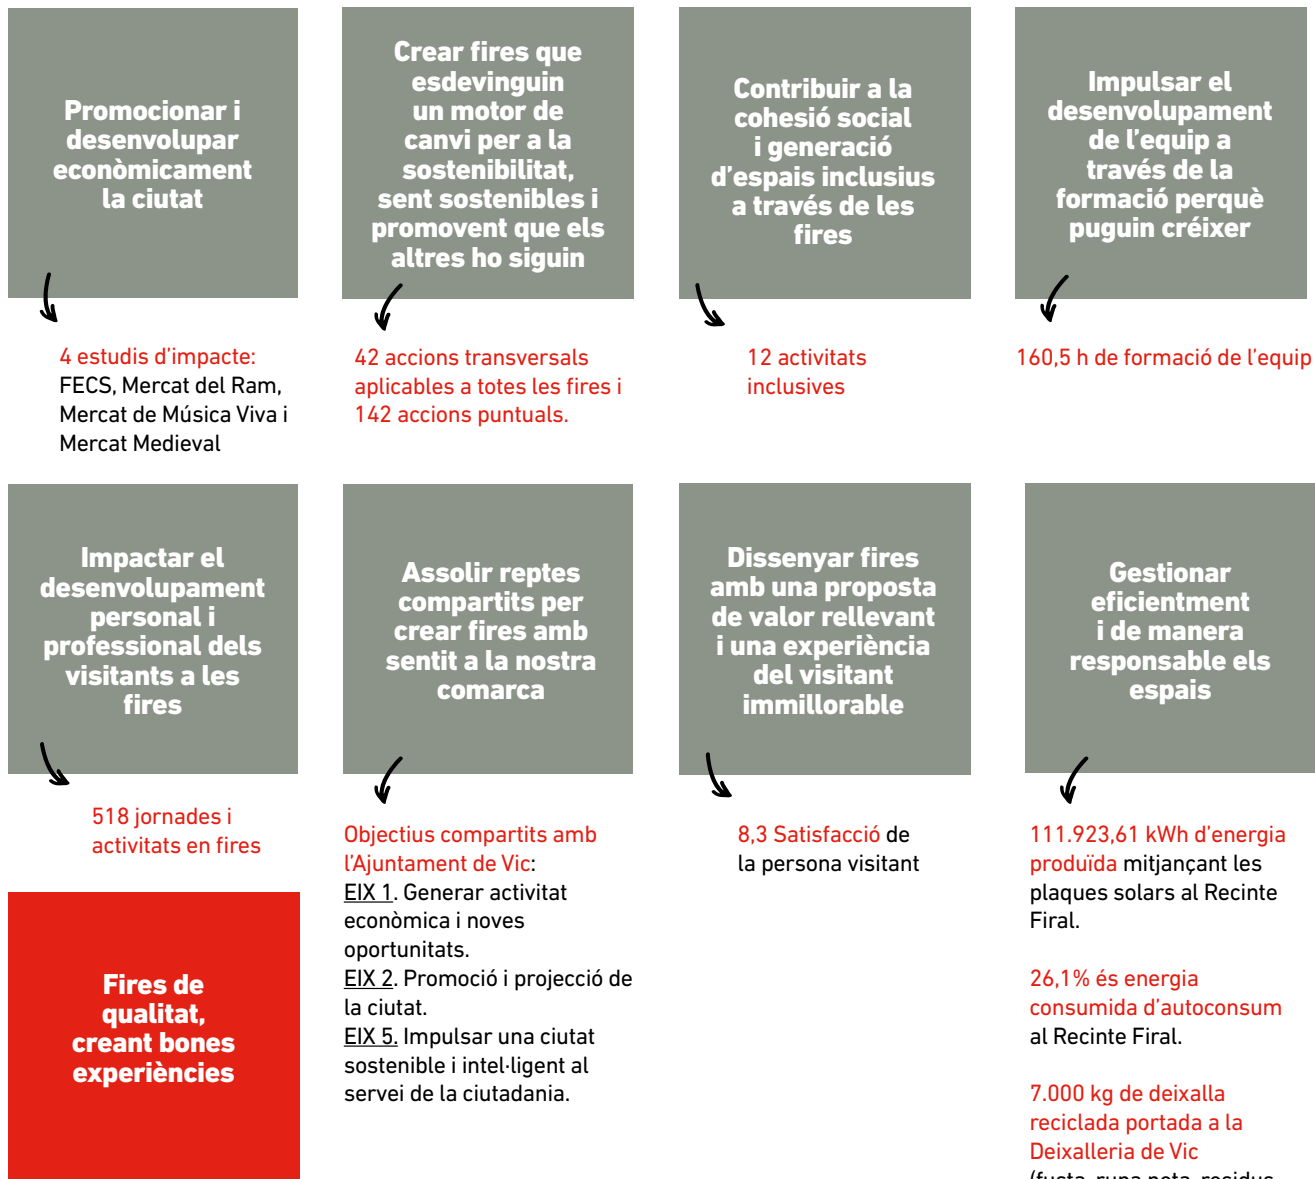 Promocionar i
desenvolupar
econòmicament
la ciutat
4 estudis d'impacte:
FECS, Mercat del Ram,
Mercat de Música Viva i
Mercat Medieval
Crear fires que
esdevinguin
un motor de
canvi per a la
sostenibilitat,
sent sostenibles i
promovent que els
altres ho siguin
42 accions transversals
aplicables a totes les fires i
142 accions puntuals.
Contribuir a la
cohesió social
i generació
d'espais inclusius
a través de les
fires
12 activitats
inclusives
Impulsar el
desenvolupament
de l'equip a
través de la
formació perquè
puguin créixer
160,5 h de formació de l'equip
Impactar el
desenvolupament
personal i
professional dels
visitants a les
fires
518 jornades i
activitats en fires
Fires de
qualitat,
creant bones
experiències
Assolir reptes
compartits per
crear fires amb
sentit a la nostra
comarca
Objectius compartits amb
l'Ajuntament de Vic:
EIX 1. Generar activitat
econòmica i noves
oportunitats.
EIX 2. Promoció i projecció de
la ciutat.
EIX 5. Impulsar una ciutat
sostenible i intel·ligent al
servei de la ciutadania.
Dissenyar fires
amb una proposta
de valor rellevant
i una experiència
del visitant
immillorable
8,3 Satisfacció de
la persona visitant
Gestionar
eficientment
i de manera
responsable els
espais
111.923,61 kWh d'energia
produïda mitjançant les
plaques solars al Recinte
Firal.
26,1% és energia
consumida d'autoconsum
al Recinte Firal.
7.000 kg de deixalla
reciclada portada a la
Deixalleria de Vic
(fusta, runa neta, residus